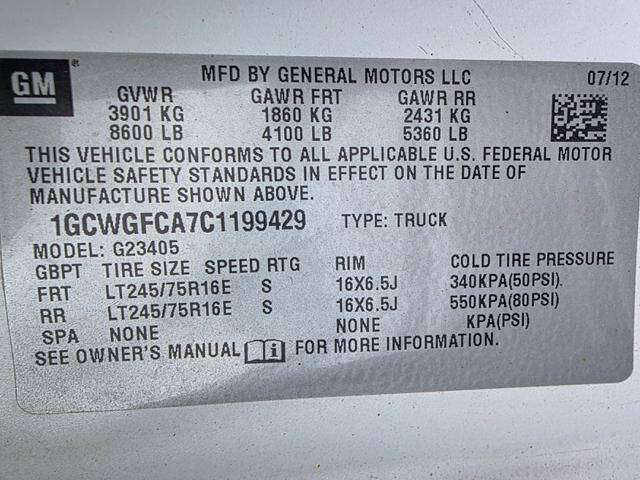 GM
MFD BY GENERAL MOTORS LLC 07/12
GVWR GAWR FRT GAWR RR
3901 KG 1860 KG 2431 KG
8600 LB 4100 LB 5360 LB
THIS VEHICLE CONFORMS TO ALL APPLICABLE U.S. FEDERAL MOTOR
VEHICLE SAFETY STANDARDS IN EFFECT ON THE DATE OF
MANUFACTURE SHOWN ABOVE.
1GCWGFCA7C1199429 TYPE: TRUCK
MODEL: G23405
GBPT TIRE SIZE SPEED RTG RIM COLD TIRE PRESSURE
FRT LT245/75R16E S 16X6.5J 340KPA(50PSI)
RR LT245/75R16E S 16X6.5J 550KPA(80PSI)
SPA NONE NONE KPA(PSI)
SEE OWNER'S MANUAL FOR MORE INFORMATION.